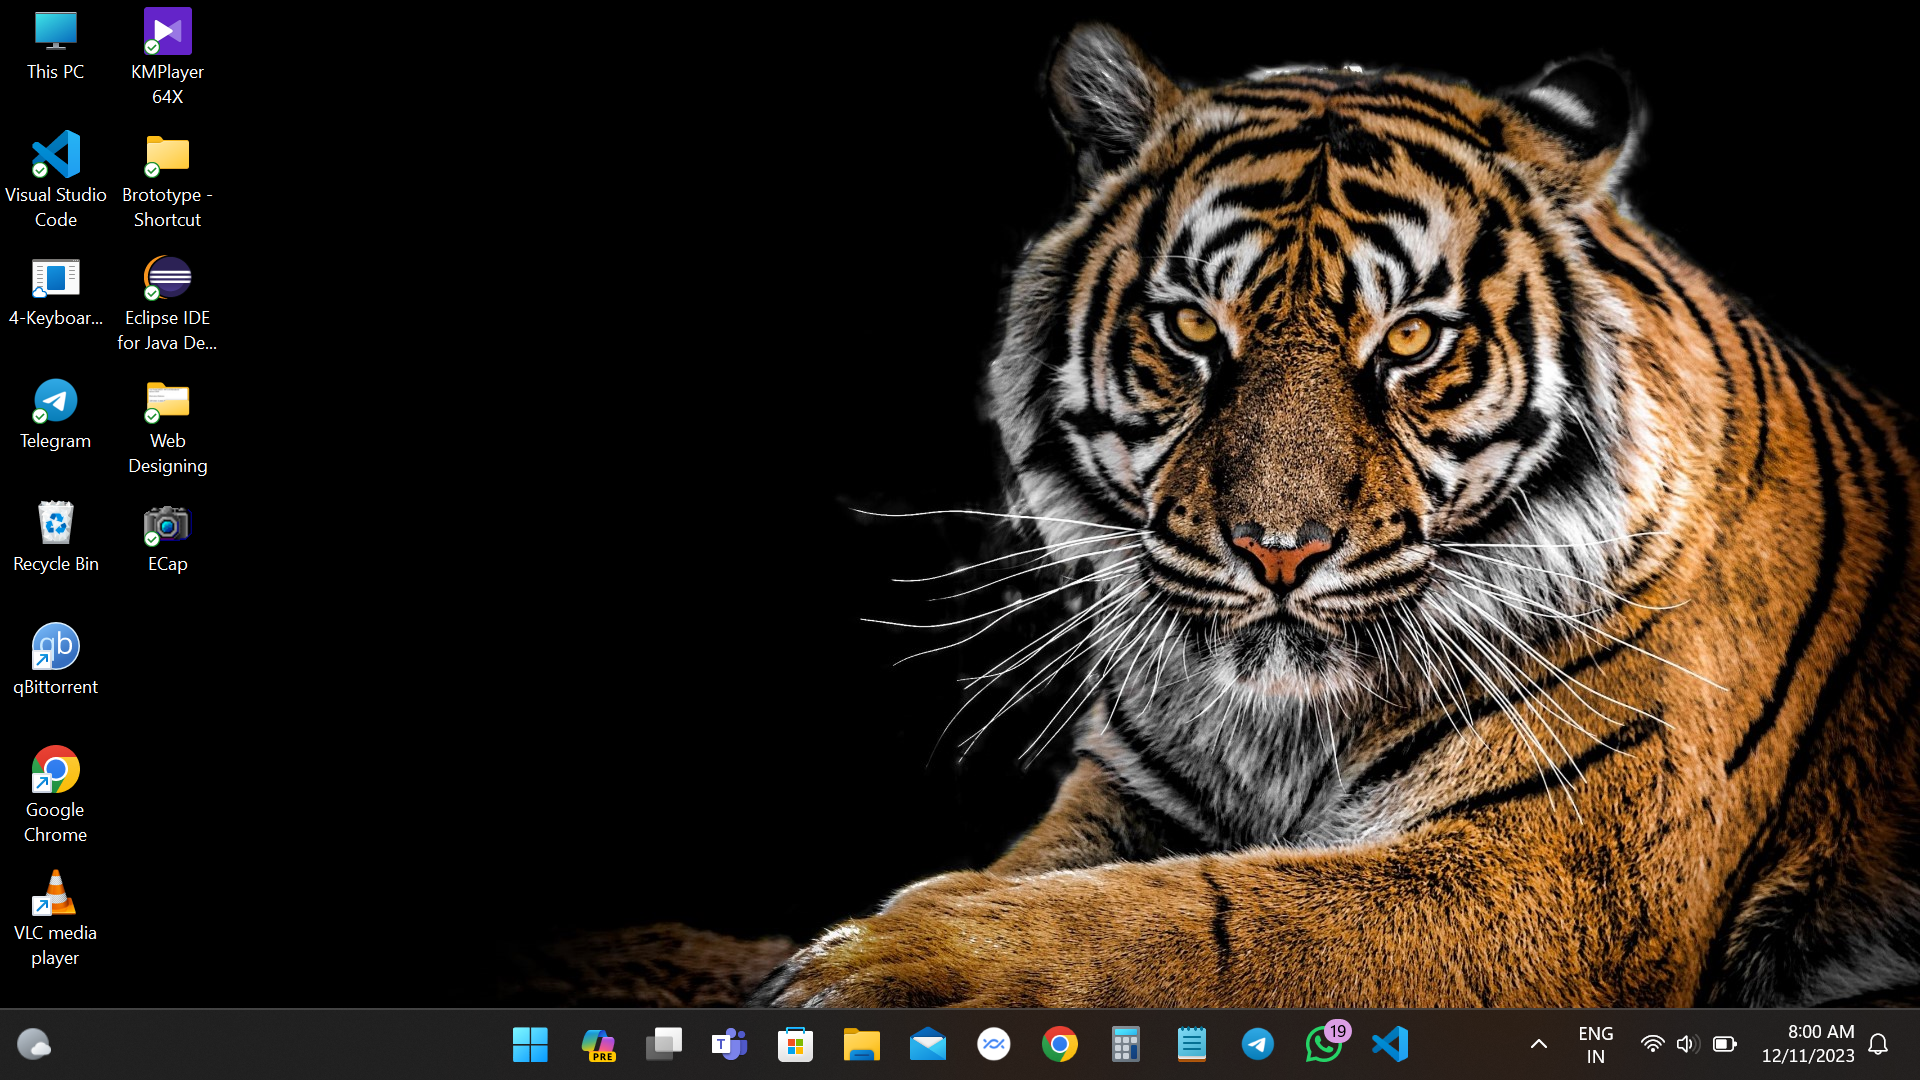 This PC
KMPlayer
64X
Visual Studio
Code
Brototype -
Shortcut
4-Keyboar...
Eclipse IDE
for Java De...
Telegram
Web
Designing
Recycle Bin
ECap
qb
qBittorrent
Google
Chrome
VLC media
player
PRE
T
19
ENG
IN
8:00 AM
12/11/2023